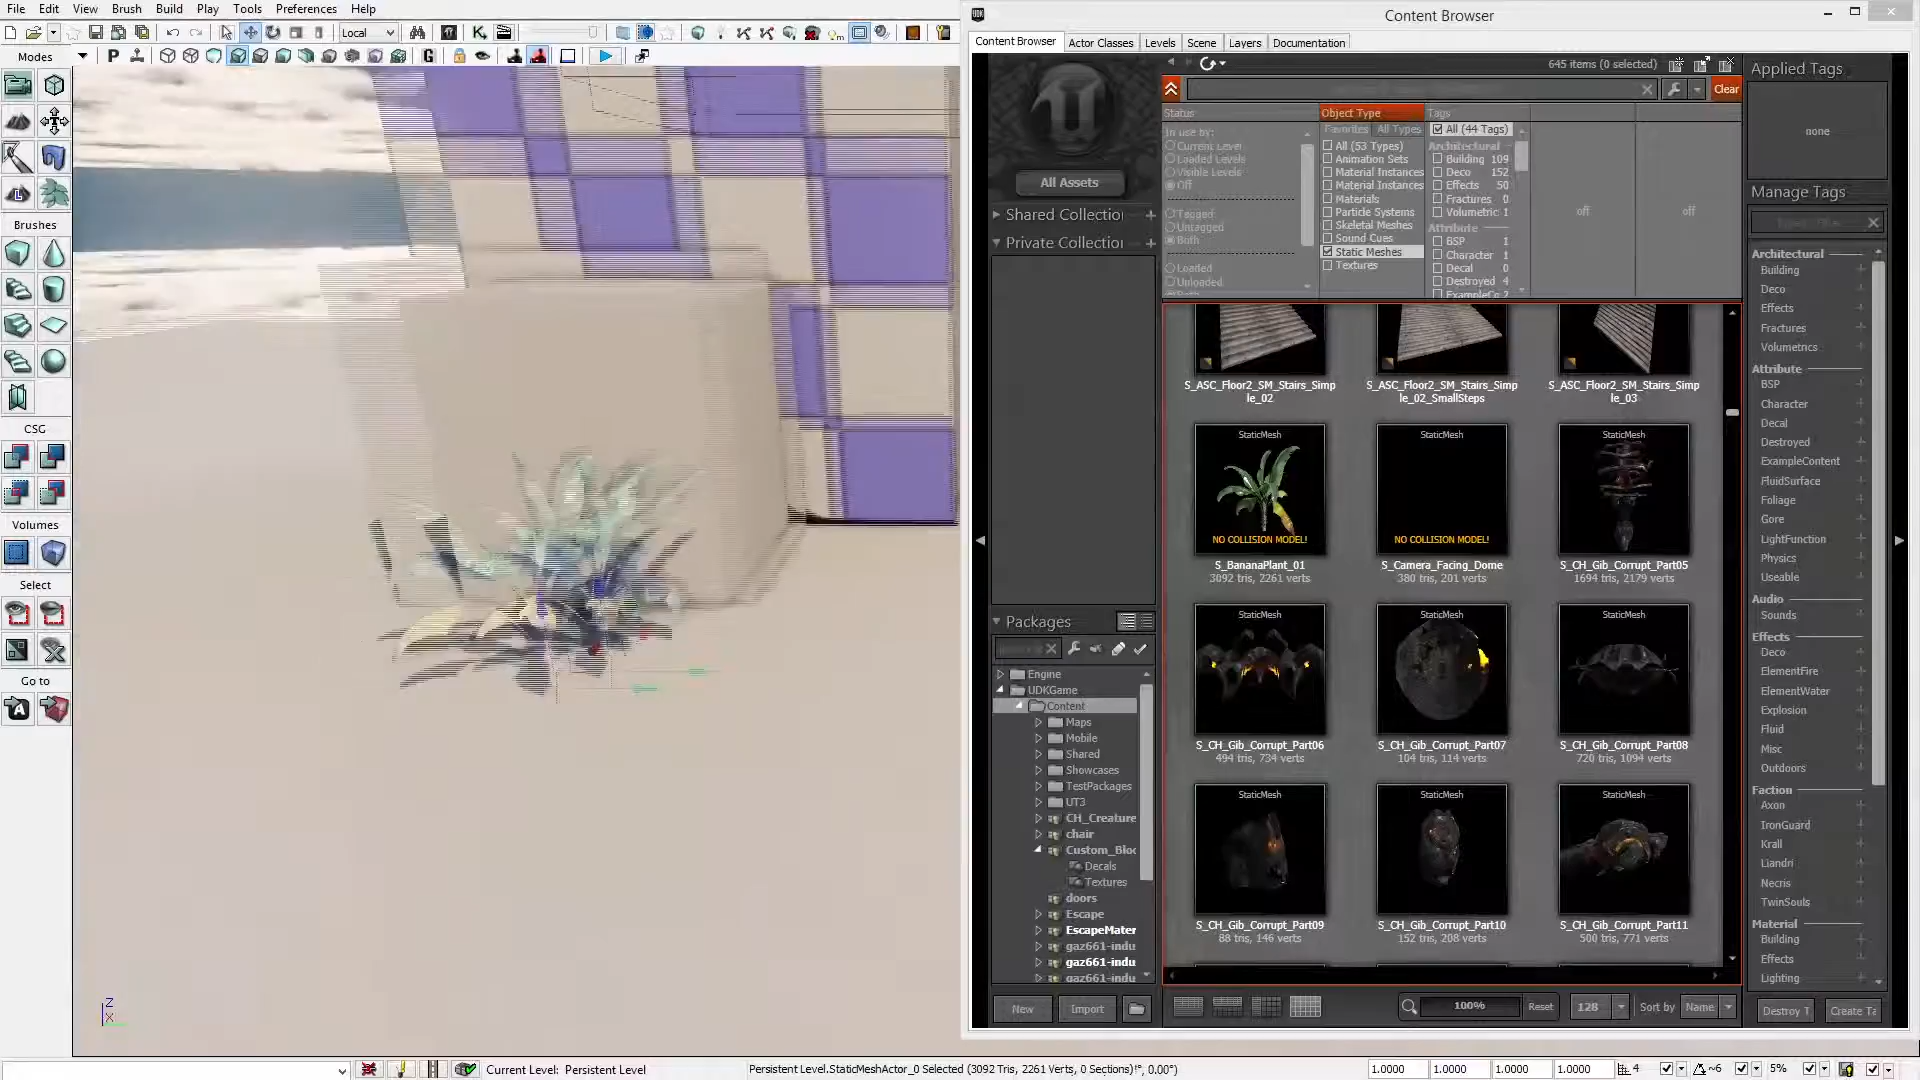 File Edit View Brush Build Play Tools Preferences Help
Content Browser
Local
Content Browser Actor Classes Levels Scene Layers Documentation
Modes
645 items (0 selected)
Applied Tags
none
Clear
Status
Object Type
Tags
In use by:
Current Level
Loaded Levels
Visible Levels
Off
Tagged
Untagged
Both
Loaded
Unloaded
Favorites All Types
All (53 Types)
Animation Sets
Material Instances
Material Instances
Materials
Particle Systems
Skeletal Meshes
Sound Cues
Static Meshes
Textures
All (44 Tags)
Architectural
Building 109
Deco 152
Effects 50
Fractures 0
Volumetric 1
Attribute
BSP 1
Character 1
Decal 0
Destroyed 4
off
off
All Assets
Shared Collectio
Private Collectio
Brushes
CSG
Volumes
Select
Go to
S_ASC_Floor2_SM_Stairs_Simp
le_02
S_ASC_Floor2_SM_Stairs_Simp
le_02_SmallSteps
S_ASC_Floor2_SM_Stairs_Simp
le_03
StaticMesh
NO COLLISION MODEL!
S_BananaPlant_01
3092 tris, 2261 verts
StaticMesh
NO COLLISION MODEL!
S_Camera_Facing_Dome
380 tris, 201 verts
StaticMesh
S_CH_Gib_Corrupt_Part05
1694 tris, 2179 verts
StaticMesh
S_CH_Gib_Corrupt_Part06
494 tris, 734 verts
StaticMesh
S_CH_Gib_Corrupt_Part07
104 tris, 114 verts
StaticMesh
S_CH_Gib_Corrupt_Part08
720 tris, 1094 verts
StaticMesh
S_CH_Gib_Corrupt_Part09
88 tris, 146 verts
StaticMesh
S_CH_Gib_Corrupt_Part10
152 tris, 208 verts
StaticMesh
S_CH_Gib_Corrupt_Part11
500 tris, 771 verts
Packages
Engine
UDKGame
Content
Maps
Mobile
Shared
Showcases
TestPackages
UT3
CH_Creature
chair
Custom_Bloc
Decals
Textures
doors
Escape
EscapeMater
gaz661-indu
gaz661-indu
gaz661-indu
New Import
100% Reset 128 Sort by Name
Manage Tags
Architectural
Building
Deco
Effects
Fractures
Volumetrics
Attribute
BSP
Character
Decal
Destroyed
ExampleContent
FluidSurface
Foliage
Gore
LightFunction
Physics
Useable
Audio
Sounds
Effects
Deco
ElementFire
ElementWater
Explosion
Fluid
Misc
Outdoors
Faction
Axon
IronGuard
Krall
Liandri
Necris
TwinSouls
Material
Building
Effects
Lighting
Destroy T Create Ta
Z
X
Current Level: Persistent Level
Persistent Level.StaticMeshActor_0 Selected (3092 Tris, 2261 Verts, 0 Sections)!°, 0.00°)
1.0000 1.0000 1.0000 1.0000 4 ~6 5%